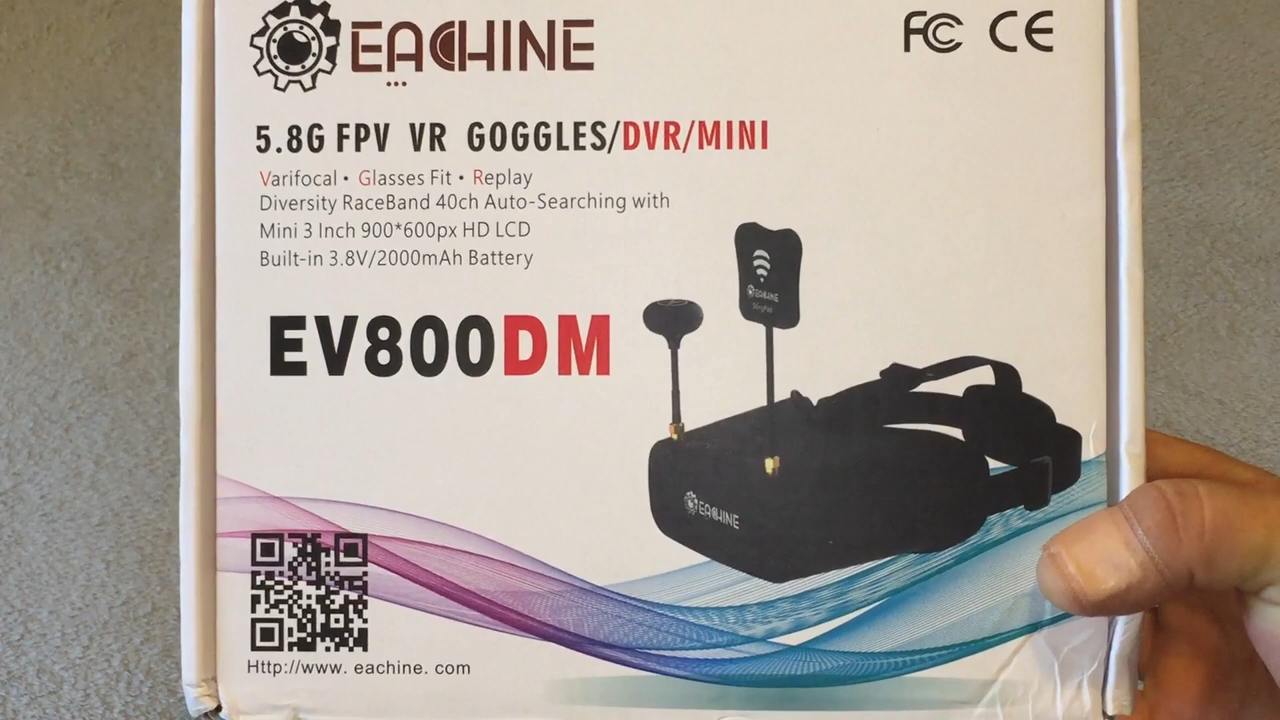 EACHINE
FC CE
5.8G FPV VR GOGGLES/DVR/MINI
Varifocal • Glasses Fit • Replay
Diversity RaceBand 40ch Auto-Searching with
Mini 3 Inch 900*600px HD LCD
Built-in 3.8V/2000mAh Battery
EACHINE
EV800DM
EACHINE
Http://www. eachine. com